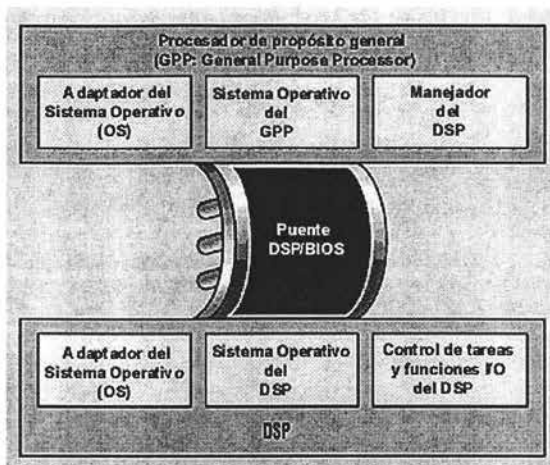 Procesador de propósito general
(GPP: General Purpose Processor)
Adaptador del
Sistema Operativo
(OS)
Sistema Operativo
del
GPP
Manejador
del
DSP
Puente
DSP/BIOS
Adaptador del
Sistema Operativo
(OS)
Sistema Operativo
del
DSP
Control de tareas
y funciones I/O
del DSP
DSP